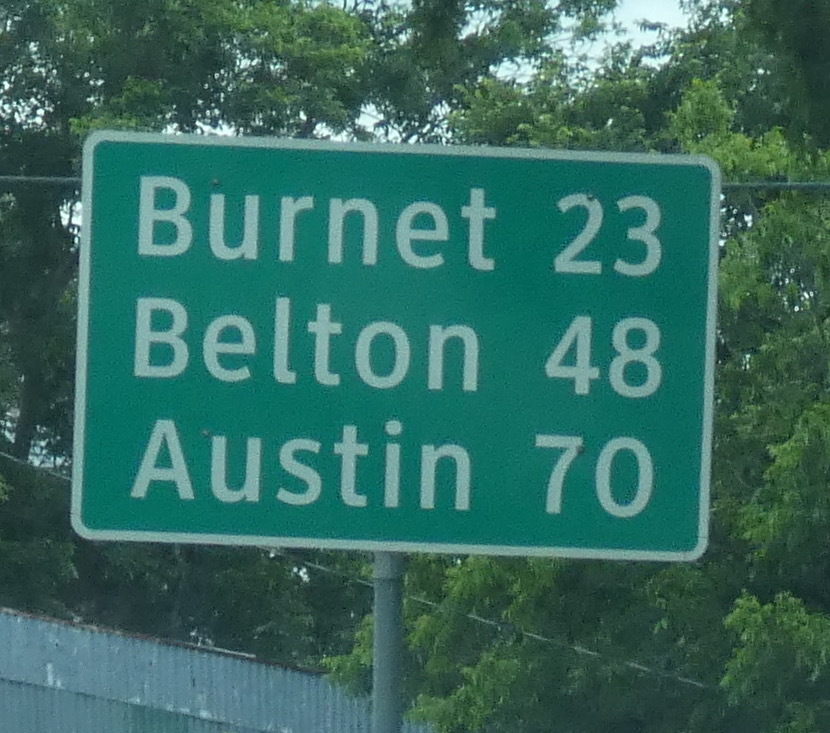 Burnet 23
Belton 48
Austin 70